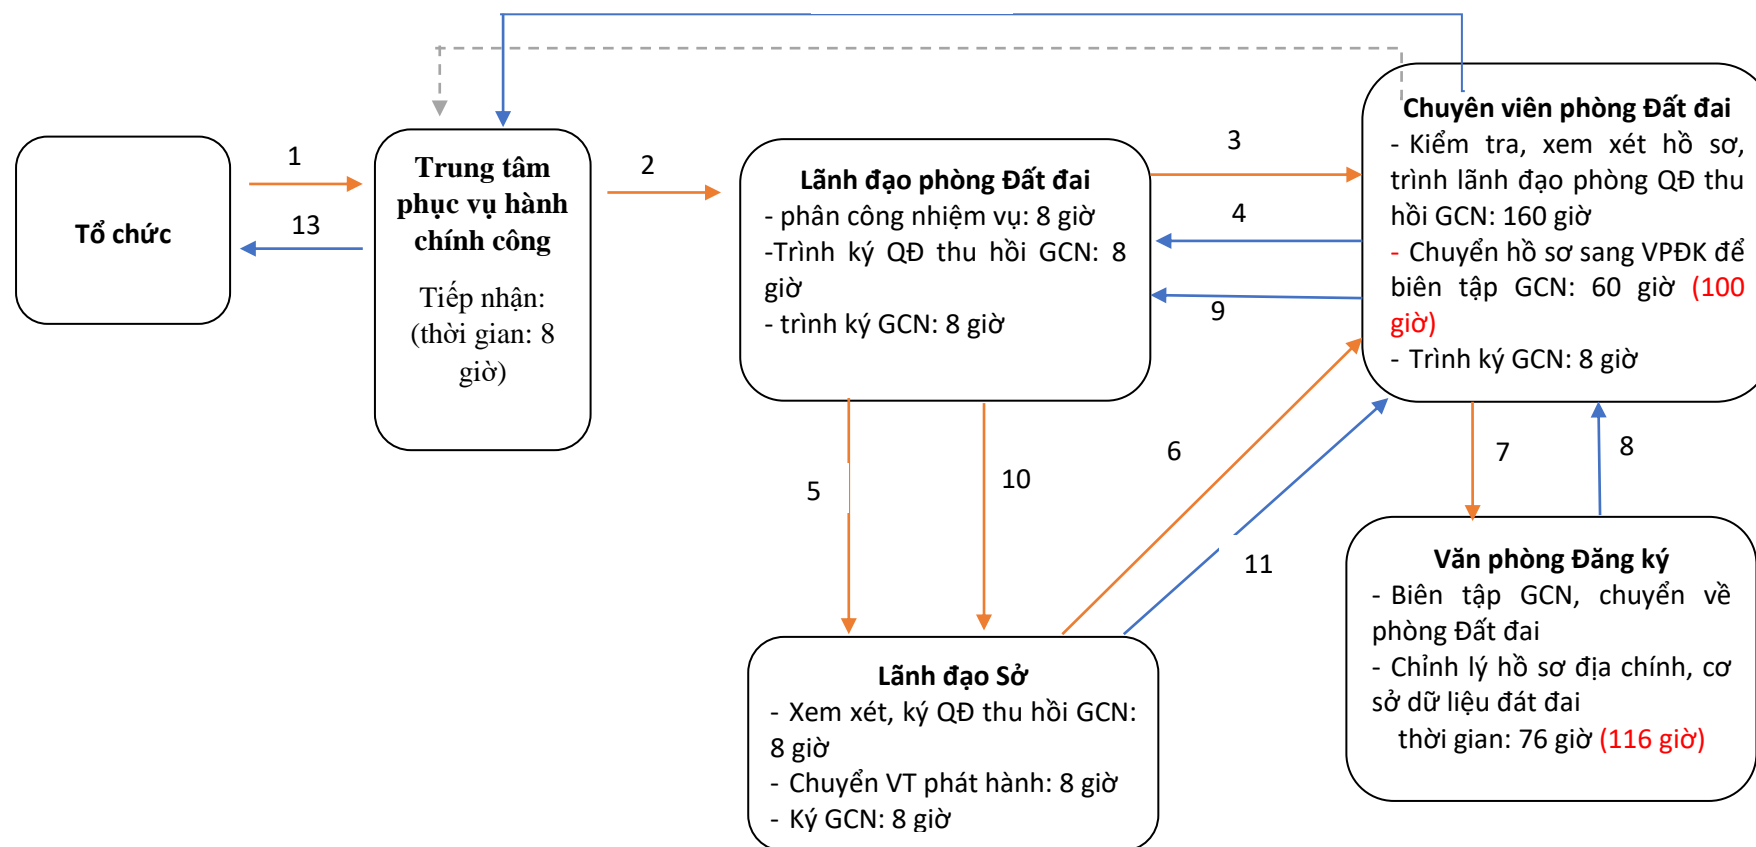 Tổ chức
1
13
Trung tâm
phục vụ hành
chính công
Tiếp nhận:
(thời gian: 8
giờ)
2
Lãnh đạo phòng Đất đai
- phân công nhiệm vụ: 8 giờ
-Trình ký QĐ thu hồi GCN: 8
giờ
- trình ký GCN: 8 giờ
3
4
9
Chuyên viên phòng Đất đai
- Kiểm tra, xem xét hồ sơ,
trình lãnh đạo phòng QĐ thu
hồi GCN: 160 giờ
- Chuyển hồ sơ sang VPĐK để
biên tập GCN: 60 giờ (100
giờ)
- Trình ký GCN: 8 giờ
5
10
6
11
7
8
Lãnh đạo Sở
- Xem xét, ký QĐ thu hồi GCN:
8 giờ
- Chuyển VT phát hành: 8 giờ
- Ký GCN: 8 giờ
Văn phòng Đăng ký
- Biên tập GCN, chuyển về
phòng Đất đai
- Chỉnh lý hồ sơ địa chính, cơ
sở dữ liệu đát đai
thời gian: 76 giờ (116 giờ)